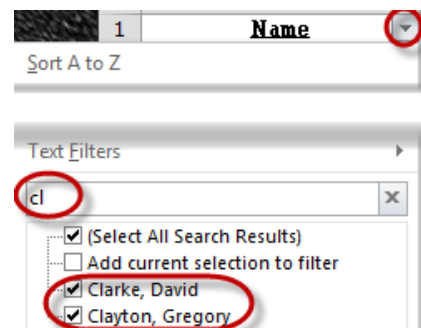 1 Name
Sort A to Z
Text Filters
cl
(Select All Search Results)
Add current selection to filter
Clarke, David
Clayton, Gregory